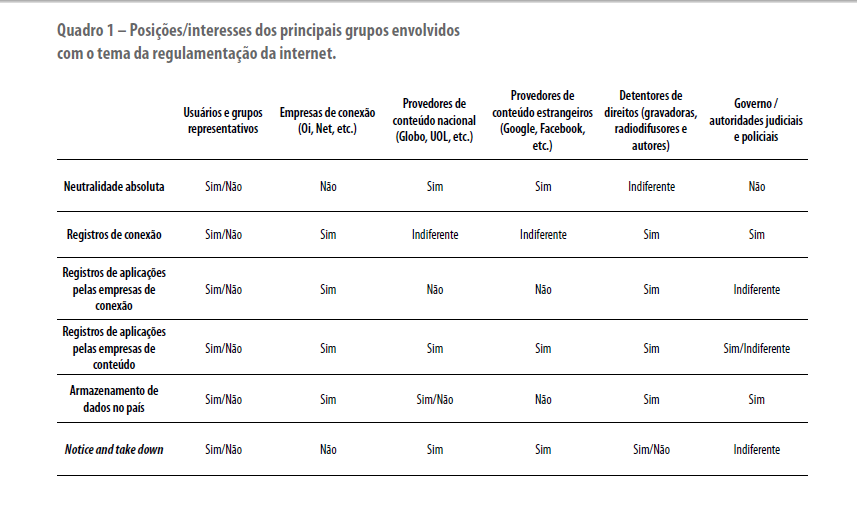 Quadro 1 – Posições/interesses dos principais grupos envolvidos
com o tema da regulamentação da internet.
Usuários e grupos
representativos
Empresas de conexão
(Oi, Net, etc.)
Provedores de
conteúdo nacional
(Globo, UOL, etc.)
Provedores de
conteúdo estrangeiros
(Google, Facebook,
etc.)
Detentores de
direitos (gravadoras,
radiodifusores e
autores)
Governo /
autoridades judiciais
e policiais
Neutralidade absoluta Sim/Não Não Sim Sim Indiferente Não
Registros de conexão Sim/Não Sim Indiferente Indiferente Sim Sim
Registros de aplicações
pelas empresas de
conexão
Sim/Não Sim Não Não Sim Indiferente
Registros de aplicações
pelas empresas de
conteúdo
Sim/Não Sim Sim Sim Sim Sim/Indiferente
Armazenamento de
dados no país
Sim/Não Sim Sim/Não Não Sim Sim
Notice and take down Sim/Não Não Sim Sim Sim/Não Indiferente